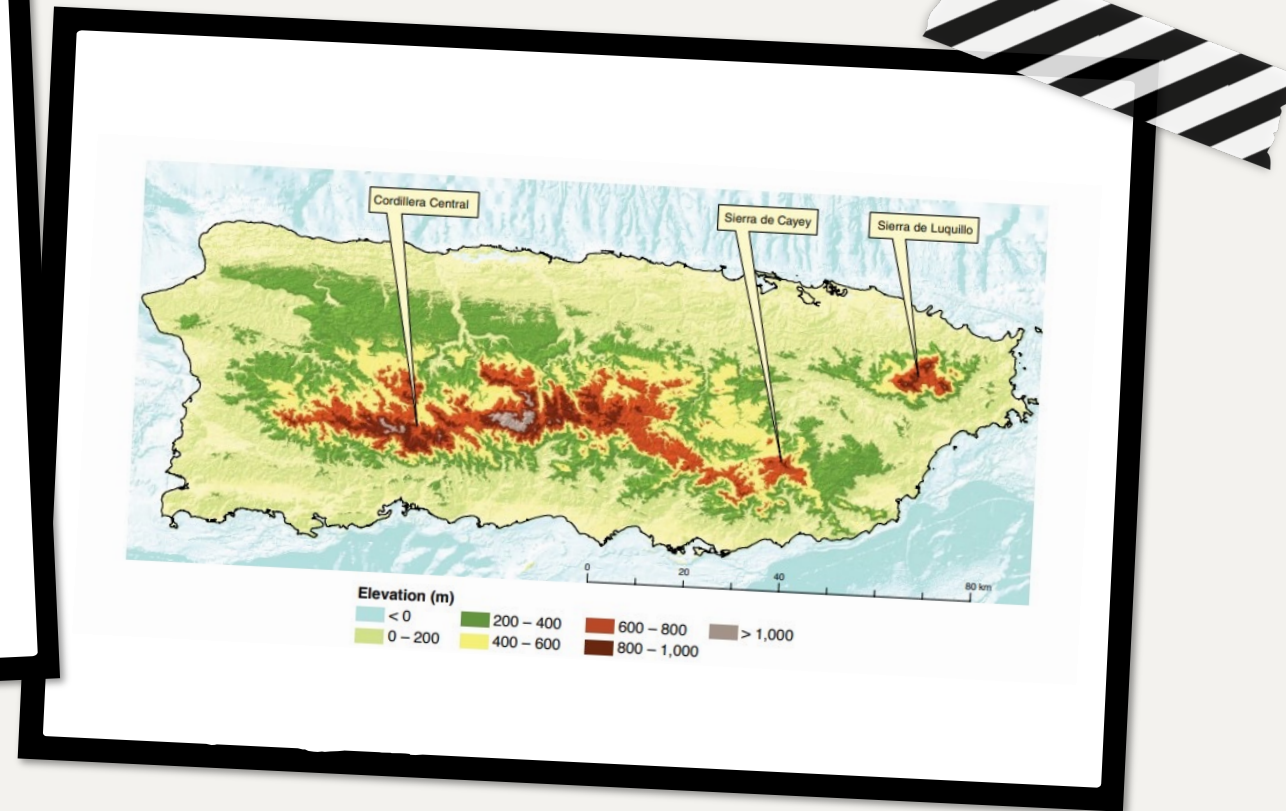 Cordillera Central
Sierra de Cayey
Sierra de Luquillo
0 20 40 80 km
Elevation (m)
< 0 200 – 400 600 – 800 > 1,000
0 – 200 400 – 600 800 – 1,000